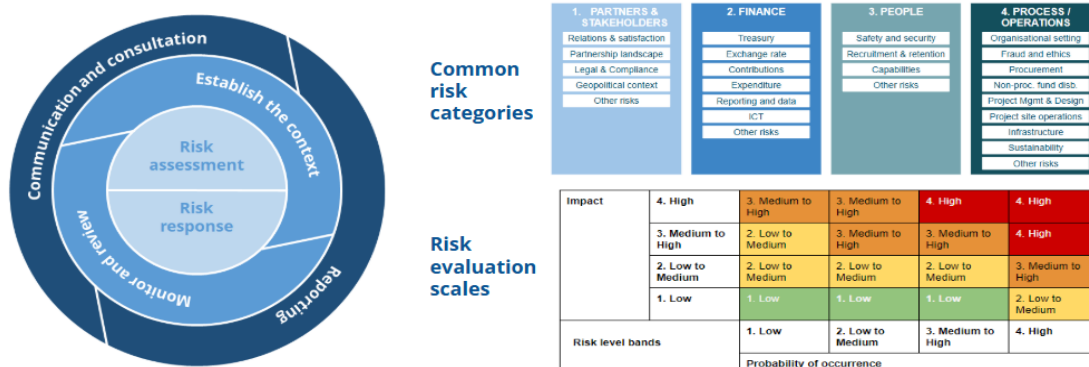 Communication and consultation
Establish the context
Risk
assessment
Risk
response
Monitor and review
Reporting
Common
risk
categories
1. PARTNERS &
STAKEHOLDERS
Relations & satisfaction
Partnership landscape
Legal & Compliance
Geopolitical context
Other risks
2. FINANCE
Treasury
Exchange rate
Contributions
Expenditure
Reporting and data
ICT
Other risks
3. PEOPLE
Safety and security
Recruitment & retention
Capabilities
Other risks
4. PROCESS /
OPERATIONS
Organisational setting
Fraud and ethics
Procurement
Non-proc. fund disb.
Project Mgmt & Design
Project site operations
Infrastructure
Sustainability
Other risks
Risk
evaluation
scales
Impact
4. High
3. Medium to
High
3. Medium to
High
4. High
4. High
3. Medium to
High
2. Low to
Medium
3. Medium to
High
3. Medium to
High
4. High
2. Low to
Medium
2. Low to
Medium
2. Low to
Medium
2. Low to
Medium
3. Medium to
High
1. Low
1. Low
1. Low
1. Low
2. Low to
Medium
Risk level bands
1. Low
2. Low to
Medium
3. Medium to
High
4. High
Probability of occurrence